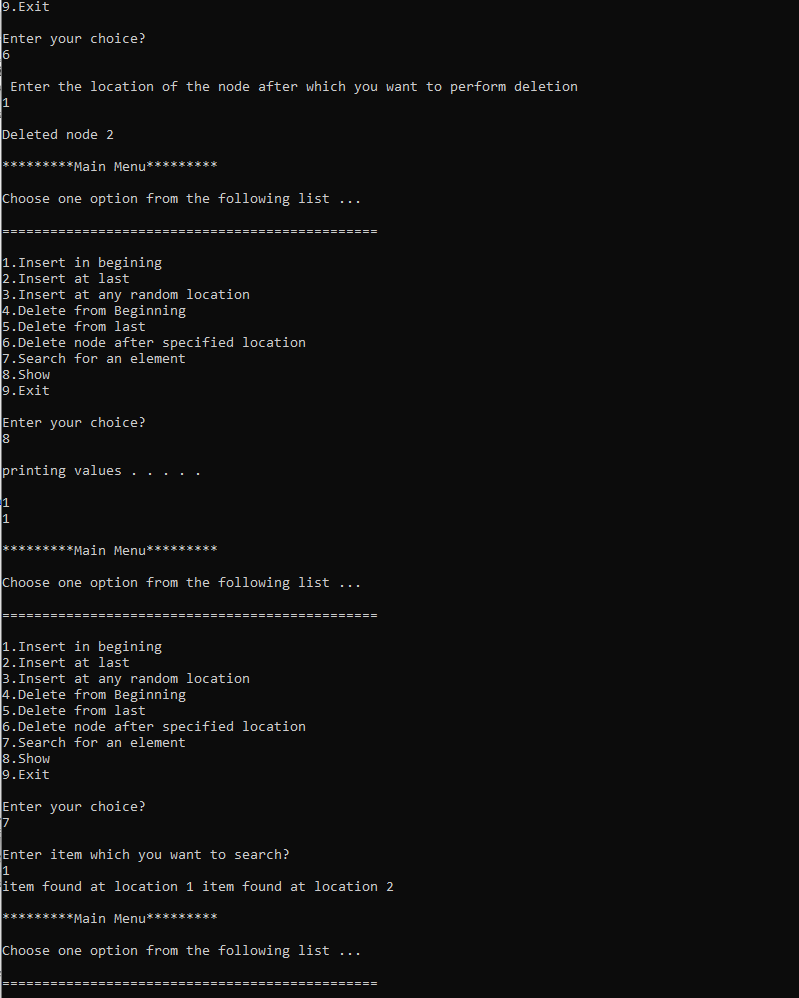 9.Exit
Enter your choice?
6
Enter the location of the node after which you want to perform deletion
1
Deleted node 2
*********Main Menu*********
Choose one option from the following list ...
===============================================
1.Insert in begining
2.Insert at last
3.Insert at any random location
4.Delete from Beginning
5.Delete from last
6.Delete node after specified location
7.Search for an element
8.Show
9.Exit
Enter your choice?
8
printing values . . . . .
1
1
*********Main Menu*********
Choose one option from the following list ...
===============================================
1.Insert in begining
2.Insert at last
3.Insert at any random location
4.Delete from Beginning
5.Delete from last
6.Delete node after specified location
7.Search for an element
8.Show
9.Exit
Enter your choice?
7
Enter item which you want to search?
1
item found at location 1 item found at location 2
*********Main Menu*********
Choose one option from the following list ...
===============================================